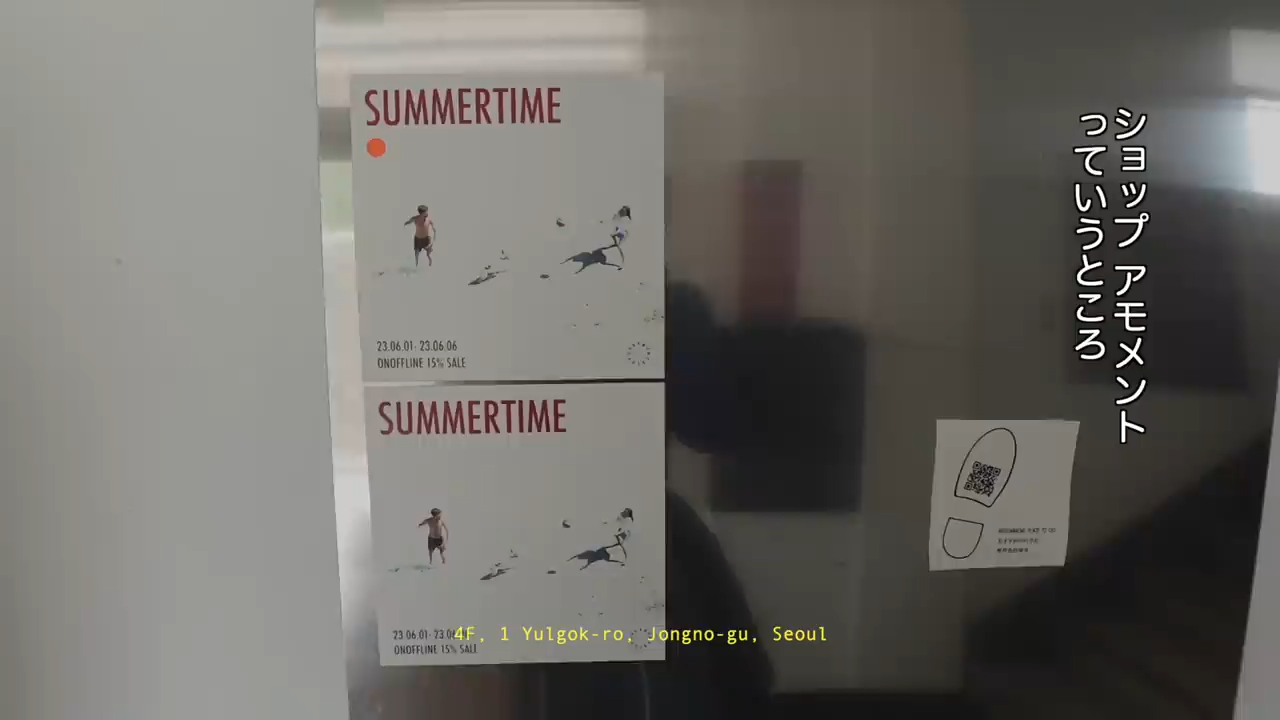 SUMMERTIME
23.06.01- 23.06.06
ONOFFLINE 15% SALE
SUMMERTIME
23.06.01- 23.06
ONOFFLINE 15% SALE
ショップ アモメント
っていうところ
4F, 1 Yulgok-ro, Jongno-gu, Seoul